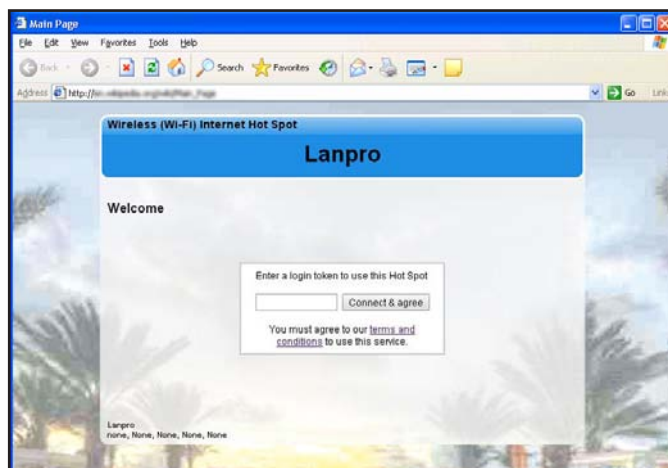 Main Page
File Edit View Favorites Tools Help
Back Search Favorites
Address http:// Go Links
Wireless (Wi-Fi) Internet Hot Spot
Lanpro
Welcome
Enter a login token to use this Hot Spot
Connect & agree
You must agree to our terms and
conditions to use this service.
Lanpro
none, None, None, None, None